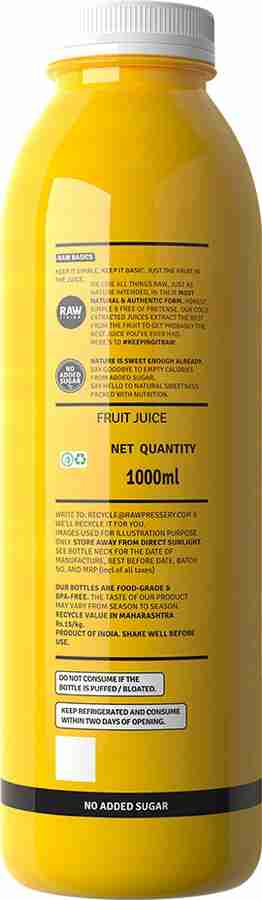 RAW BASICS
KEEP IT SIMPLE, KEEP IT BASIC. JUST THE FRUIT IN
THE JUICE.
WE LIKE ALL THINGS RAW, JUST AS
NATURE INTENDED, IN THEIR MOST
NATURAL & AUTHENTIC FORM. HONEST
SIMPLE & FREE OF PRETENSE. OUR COLD
EXTRACTED JUICES EXTRACT THE BEST
FROM THE FRUIT TO GET PROBABLY THE
BEST JUICE YOU'VE EVER HAD.
HERE'S TO #KEEPINGITRAW!
RAW
NATURE IS SWEET ENOUGH ALREADY.
SAY GOODBYE TO EMPTY CALORIES
FROM ADDED SUGAR.
SAY HELLO TO NATURAL SWEETNESS
PACKED WITH NUTRITION.
NO
ADDED
SUGAR
FRUIT JUICE
NET QUANTITY
1000ml
WRITE TO: RECYCLE@RAWPRESSERY.COM &
WE'LL RECYCLE IT FOR YOU.
IMAGES USED FOR ILLUSTRATION PURPOSE
ONLY. STORE AWAY FROM DIRECT SUNLIGHT.
SEE BOTTLE NECK FOR THE DATE OF
MANUFACTURE, BEST BEFORE DATE, BATCH
NO, AND MRP (incl of all taxes)
OUR BOTTLES ARE FOOD-GRADE &
BPA-FREE. THE TASTE OF OUR PRODUCT
MAY VARY FROM SEASON TO SEASON.
RECYCLE VALUE IN MAHARASHTRA
Rs.15/kg.
PRODUCT OF INDIA. SHAKE WELL BEFORE
USE.
DO NOT CONSUME IF THE
BOTTLE IS PUFFED / BLOATED.
KEEP REFRIGERATED AND CONSUME
WITHIN TWO DAYS OF OPENING.
NO ADDED SUGAR